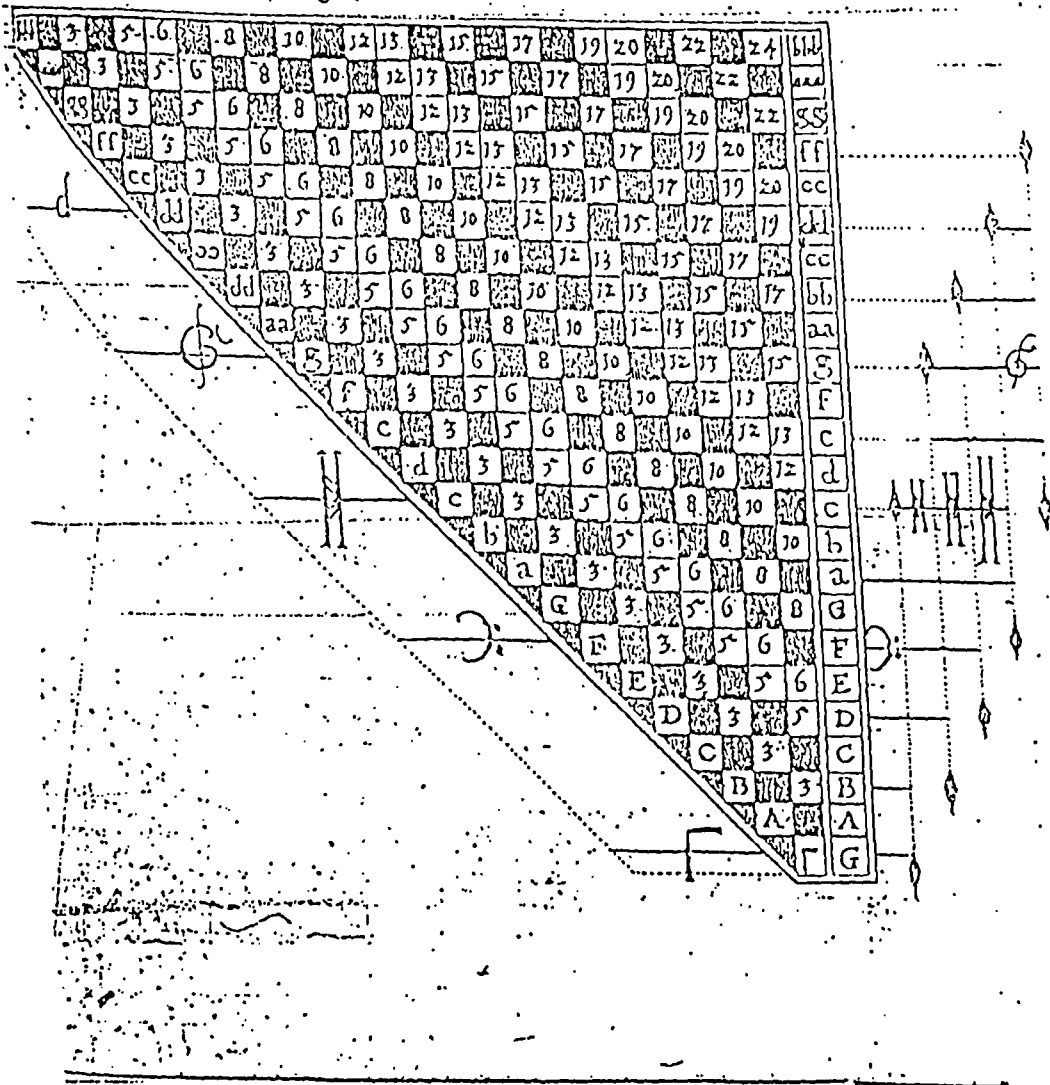 3 5 6 8 10 12 13 15 17 19 20 22 24 bbb
3 5 6 8 10 12 13 15 17 19 20 22 aaa
gg 3 5 6 8 10 12 13 15 17 19 20 22 gg
ff 3 5 6 8 10 12 13 15 17 19 20 ff
cc 3 5 6 8 10 12 13 15 17 19 20 cc
d dd 3 5 6 8 10 12 13 15 17 19 dd
cc 3 5 6 8 10 12 13 15 17 cc
dd 3 5 6 8 10 12 13 15 17 bb
aa 3 5 6 8 10 12 13 15 aa
G g 3 5 6 8 10 12 13 15 g G
f 3 5 6 8 10 12 13 F
c 3 5 6 8 10 12 13 c
d 3 5 6 8 10 12 d
c 3 5 6 8 10 c
b 3 5 6 8 10 b
a 3 5 6 8 a
G 3 5 6 8 G
F 3 5 6 F
E 3 5 6 E
D 3 5 D
C 3 C
B 3 B
A A
Γ Γ G